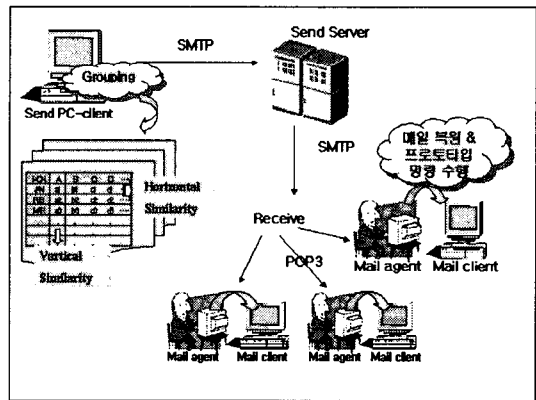 Send Server
SMTP
Grouping
Send PC-client
SMTP
메일 복원 &
프로토타입
명령 수행
A
Horizontal
Similarity
Receive
Vertical
Similarity
POP3
Mail agent
Mail client
Mail agent
Mail client
Mail agent
Mail client